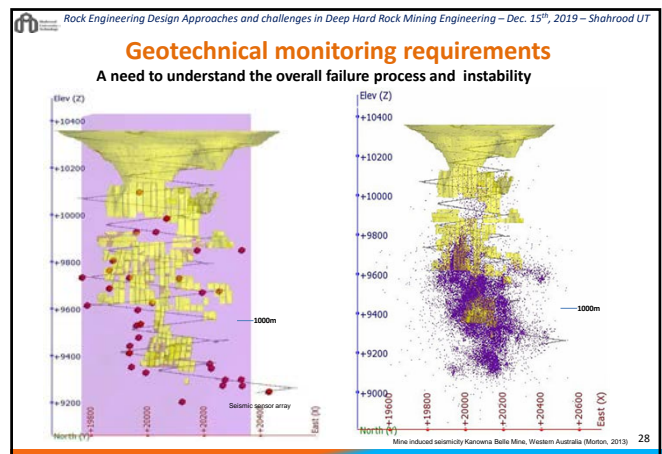 Rock Engineering Design Approaches and challenges in Deep Hard Rock Mining Engineering – Dec. 15th, 2019 – Shahrood UT
Geotechnical monitoring requirements
A need to understand the overall failure process and instability
Elev (Z)
+10400
+10200
+10000
+9800
+9600
+9400
+9200
1000m
Seismic sensor array
+19800
+20000
+20200
+20400
East (X)
North (Y)
Elev (Z)
+10400
+10200
+10000
+9800
+9600
+9400
+9200
+9000
1000m
+19600
+19800
+20000
+20200
+20400
+20600
East (X)
North (Y)
Mine induced seismicity Kanowna Belle Mine, Western Australia (Morton, 2013)
28